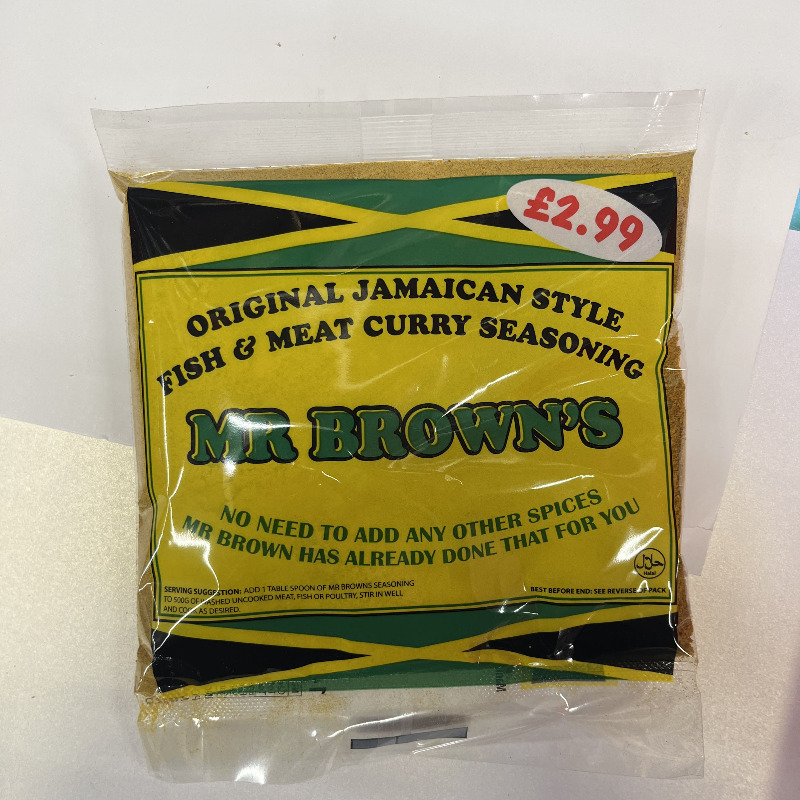 £2.99
ORIGINAL JAMAICAN STYLE
FISH & MEAT CURRY SEASONING
MR BROWN'S
NO NEED TO ADD ANY OTHER SPICES
MR BROWN HAS ALREADY DONE THAT FOR YOU
حلال
Halal
SERVING SUGGESTION: ADD 1 TABLE SPOON OF MR BROWNS SEASONING
TO 500G OF WASHED UNCOOKED MEAT, FISH OR POULTRY, STIR IN WELL
AND COOK AS DESIRED.
BEST BEFORE END: SEE REVERSE OF PACK